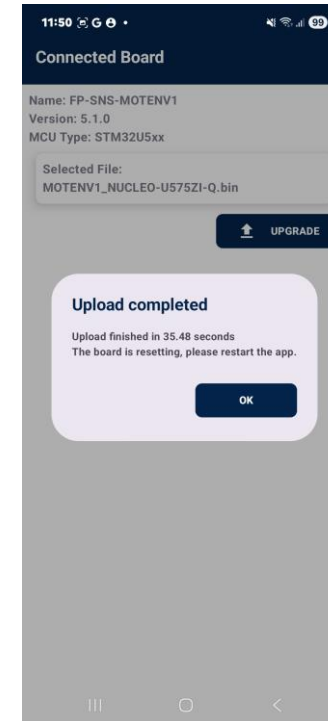 11:50
G
99
Connected Board
Name: FP-SNS-MOTENV1
Version: 5.1.0
MCU Type: STM32U5xx
Selected File:
MOTENV1_NUCLEO-U575ZI-Q.bin
UPGRADE
Upload completed
Upload finished in 35.48 seconds
The board is resetting, please restart the app.
OK